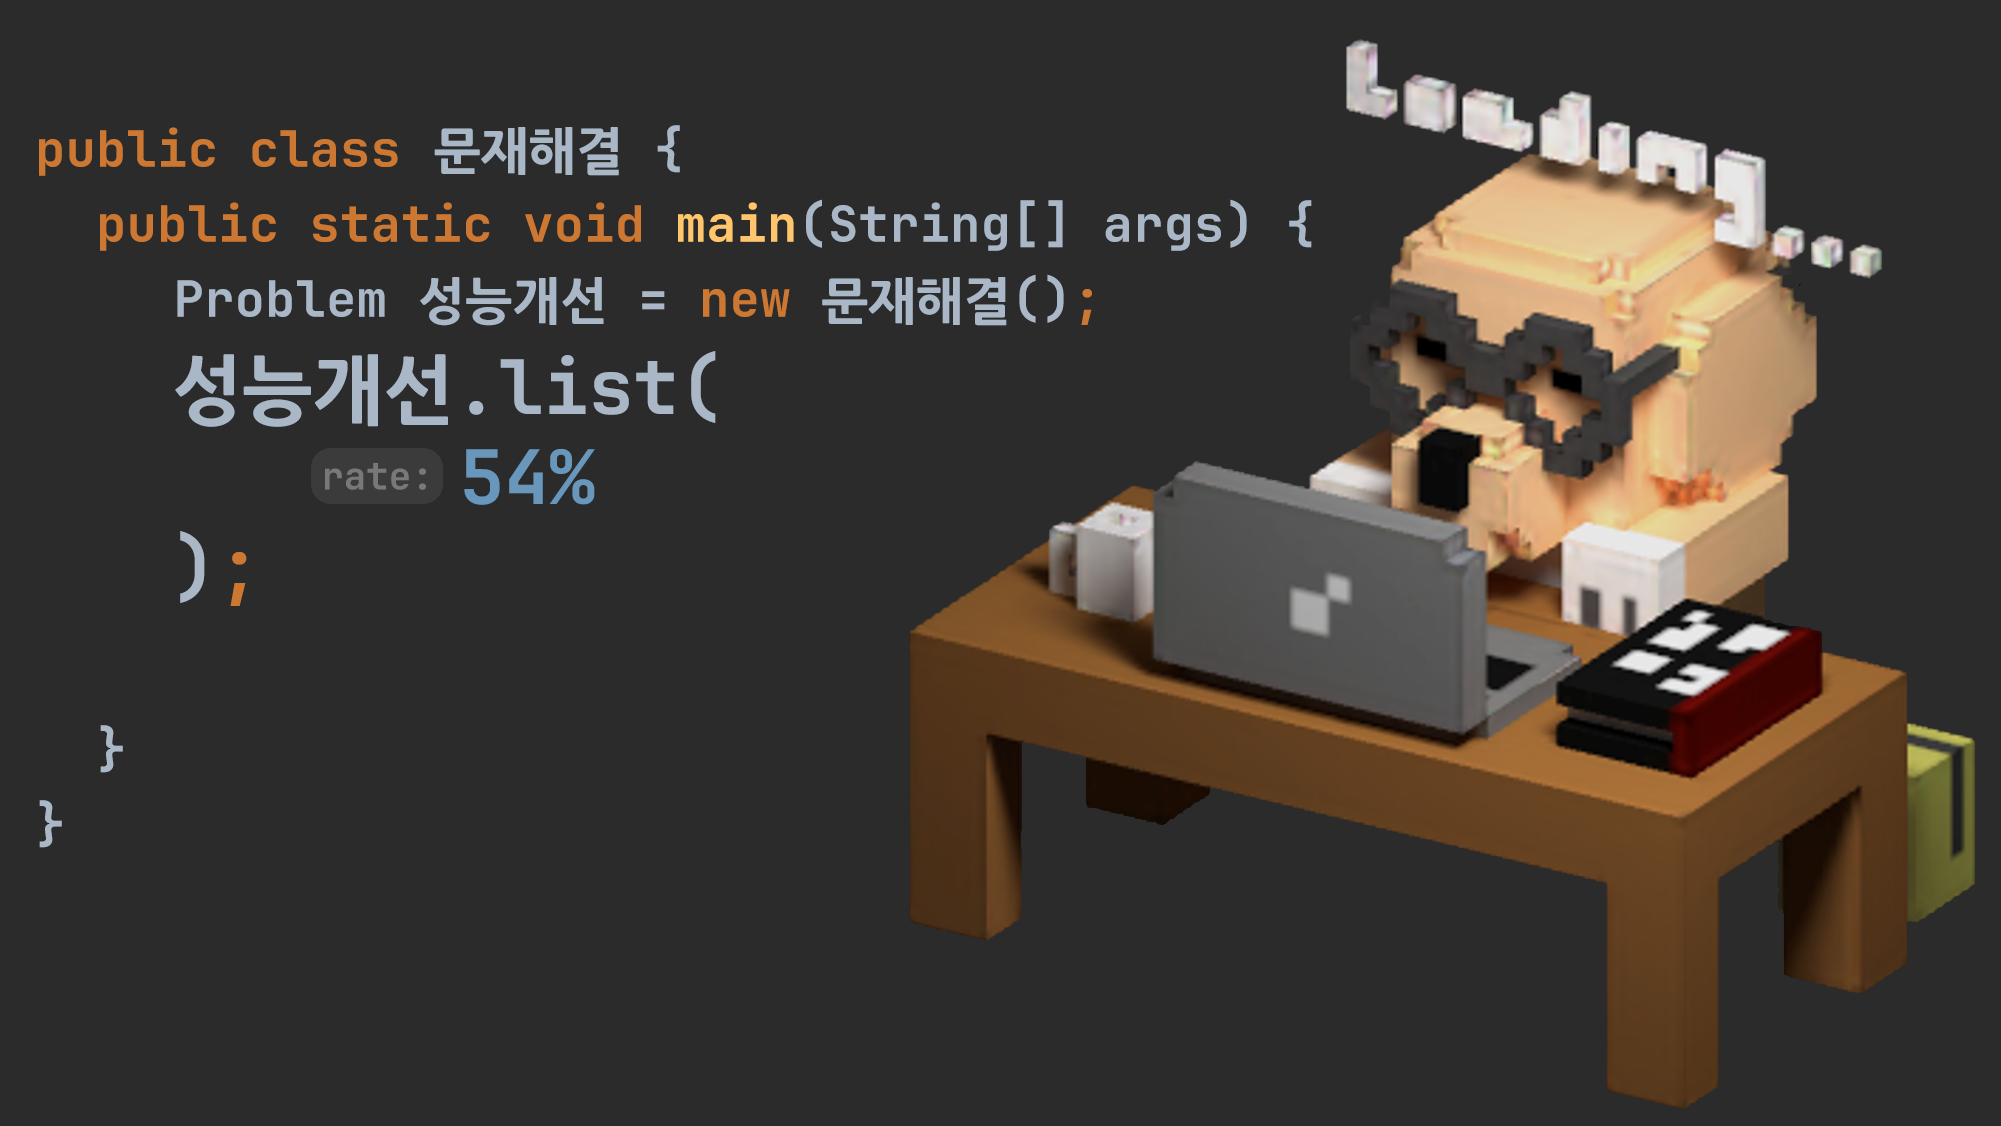 public class 문재해결 {
public static void main(String[] args) {
Problem 성능개선 = new 문재해결();
성능개선.list(
rate: 54%
);
}
}
Loading...